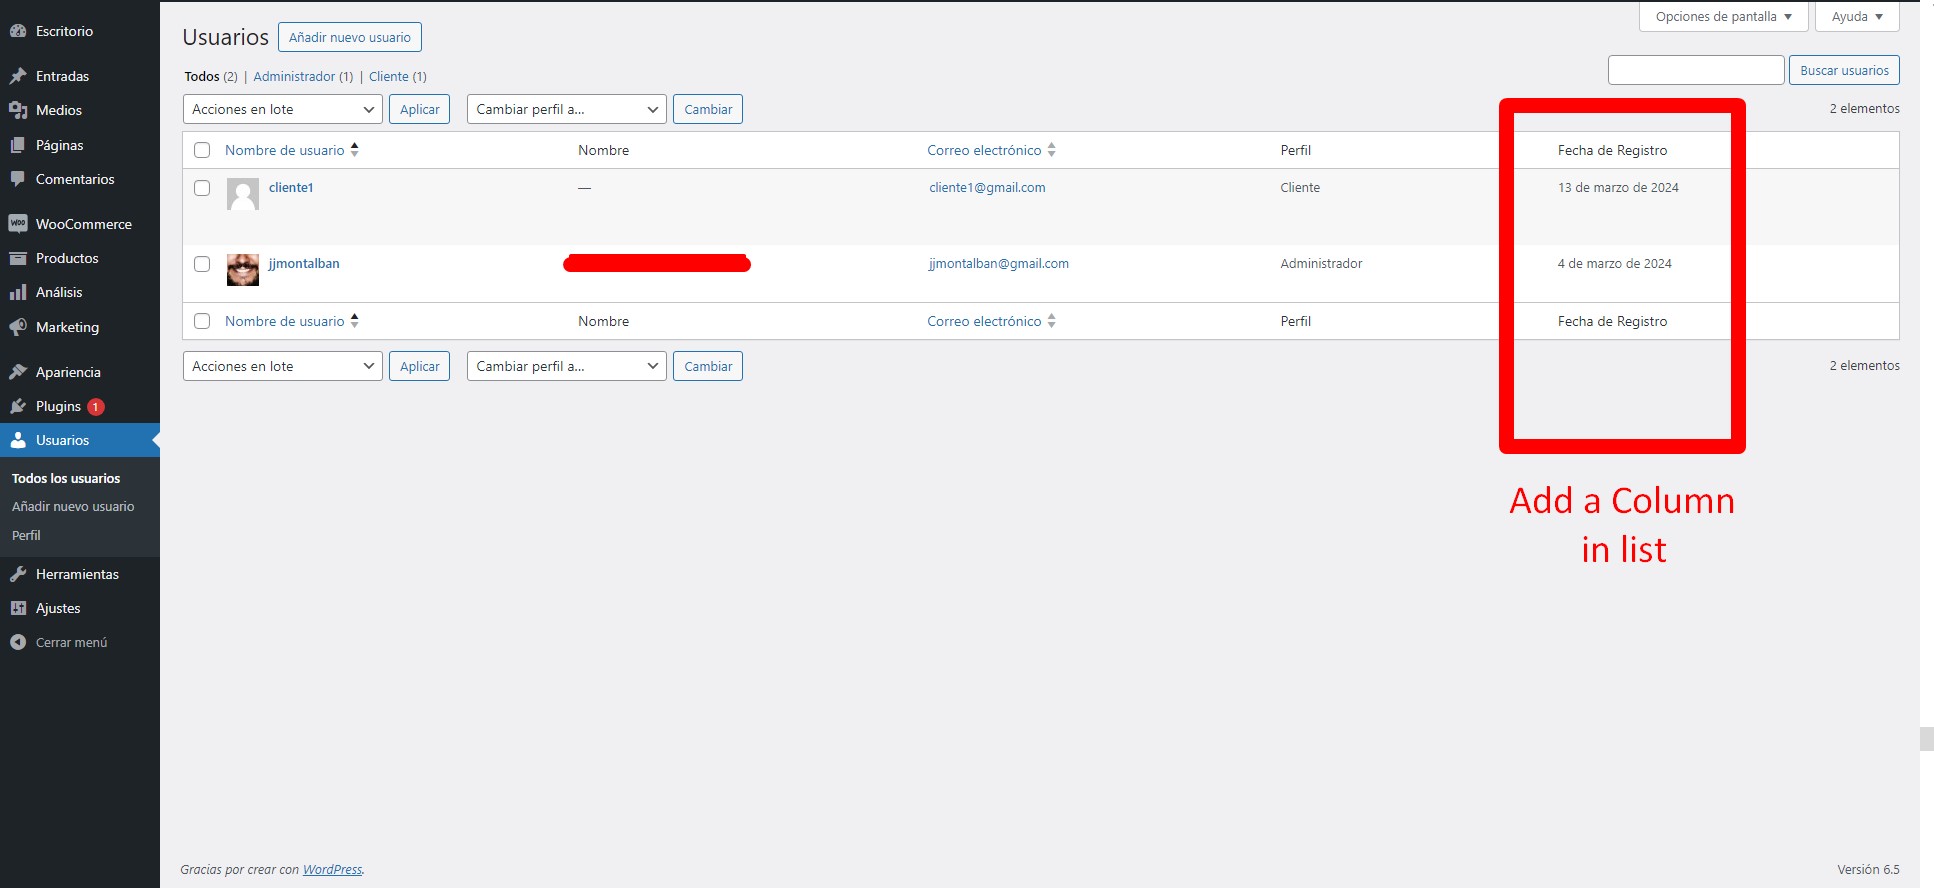 Escritorio
Entradas
Medios
Páginas
Comentarios
WooCommerce
Productos
Análisis
Marketing
Apariencia
Plugins 1
Usuarios
Todos los usuarios
Añadir nuevo usuario
Perfil
Herramientas
Ajustes
Cerrar menú
Opciones de pantalla ▼ Ayuda ▼
Usuarios Añadir nuevo usuario
Todos (2) | Administrador (1) | Cliente (1)
Buscar usuarios
Acciones en lote Aplicar Cambiar perfil a... Cambiar 2 elementos
Nombre de usuario Nombre Correo electrónico Perfil Fecha de Registro
cliente1 — cliente1@gmail.com Cliente 13 de marzo de 2024
jjmontalban jjmontalban@gmail.com Administrador 4 de marzo de 2024
Nombre de usuario Nombre Correo electrónico Perfil Fecha de Registro
Acciones en lote Aplicar Cambiar perfil a... Cambiar 2 elementos
Add a Column
in list
Gracias por crear con WordPress. Versión 6.5